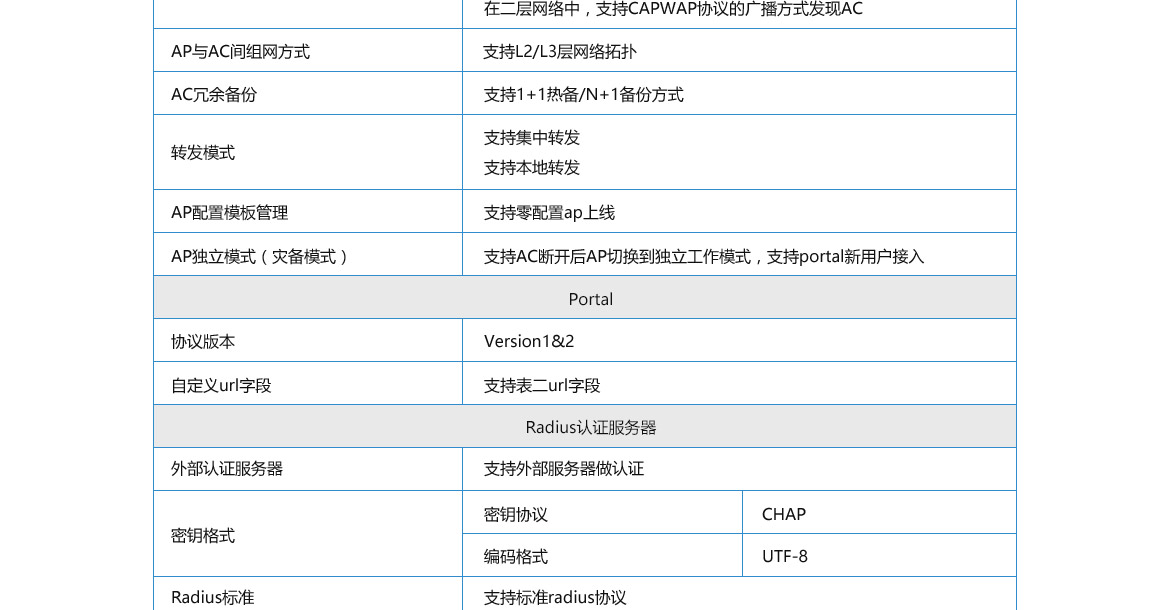 在二层网络中，支持CAPWAP协议的广播方式发现AC
AP与AC间组网方式
支持L2/L3层网络拓扑
AC冗余备份
支持1+1热备/N+1备份方式
转发模式
支持集中转发
支持本地转发
AP配置模板管理
支持零配置ap上线
AP独立模式（灾备模式）
支持AC断开后AP切换到独立工作模式，支持portal新用户接入
Portal
协议版本
Version1&2
自定义url字段
支持表二url字段
Radius认证服务器
外部认证服务器
支持外部服务器做认证
密钥格式
密钥协议
CHAP
编码格式
UTF-8
Radius标准
支持标准radius协议